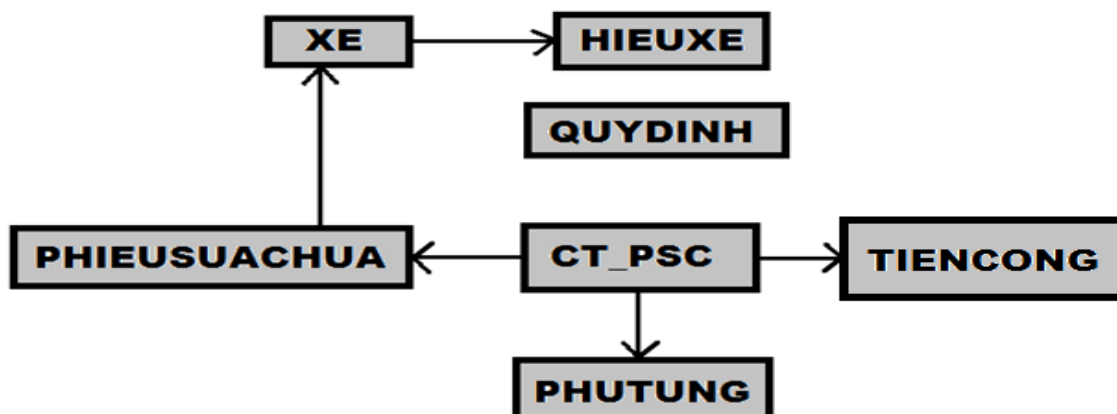 XE
HIEUXE
QUYDINH
PHIEUSUACHUA
CT_PSC
TIENCONG
PHUTUNG